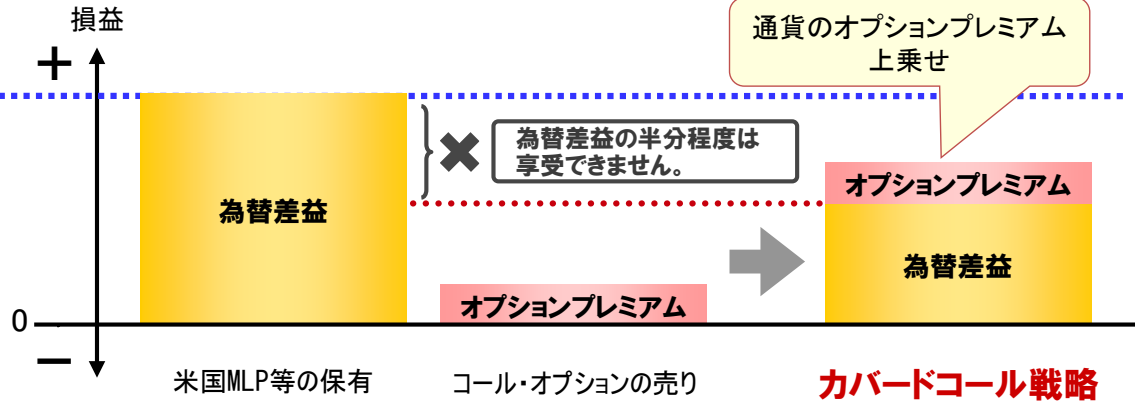 損益
+
通貨のオプションプレミアム
上乗せ
為替差益の半分程度は
享受できません。
為替差益
オプションプレミアム
オプションプレミアム
為替差益
0
−
米国MLP等の保有
コール・オプションの売り
カバードコール戦略